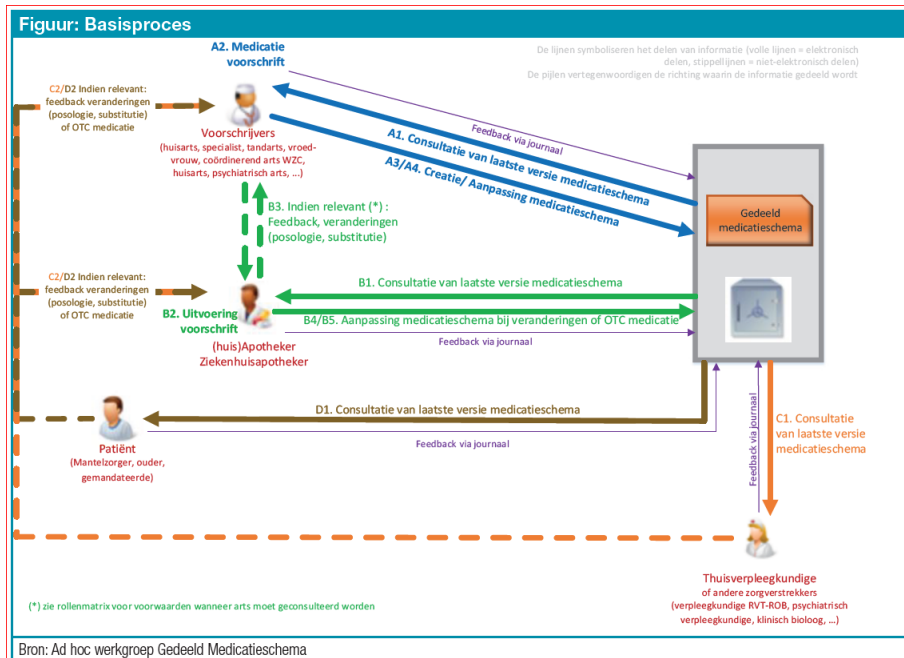 Figuur: Basisproces
A2. Medicatie
voorschrift
De lijnen symboliseren het delen van informatie (volle lijnen = elektronisch
delen, stippellijnen = niet-elektronisch delen)
De pijlen vertegenwoordigen de richting waarin de informatie gedeeld wordt
C2/D2 Indien relevant:
feedback veranderingen
(posologie, substitutie)
of OTC medicatie
Voorschrijvers
(huisarts, specialist, tandarts, vroed-
vrouw, coördinerend arts WZC,
huisarts, psychiatrisch arts, ...)
Feedback via journaal
A1. Consultatie van laatste versie medicatieschema
A3/A4. Creatie/ Aanpassing medicatieschema
Gedeeld
medicatieschema
B3. Indien relevant (*) :
Feedback, veranderingen
(posologie, substitutie)
C2/D2 Indien relevant:
feedback veranderingen
(posologie, substitutie)
of OTC medicatie
B1. Consultatie van laatste versie medicatieschema
B2. Uitvoering
voorschrift
B4/B5. Aanpassing medicatieschema bij veranderingen of OTC medicatie
Feedback via journaal
(huis)Apotheker
Ziekenhuisapotheker
D1. Consultatie van laatste versie medicatieschema
Feedback via journaal
Patiënt
(Mantelzorger, ouder,
gemandateerde)
Feedback via journaal
C1. Consultatie
van laatste versie
medicatieschema
Thuisverpleegkundige
of andere zorgverstrekkers
(verpleegkundige RVT-ROB, psychiatrisch
verpleegkundige, klinisch bioloog, ...)
(*) zie rollenmatrix voor voorwaarden wanneer arts moet geconsulteerd worden
Bron: Ad hoc werkgroep Gedeeld Medicatieschema